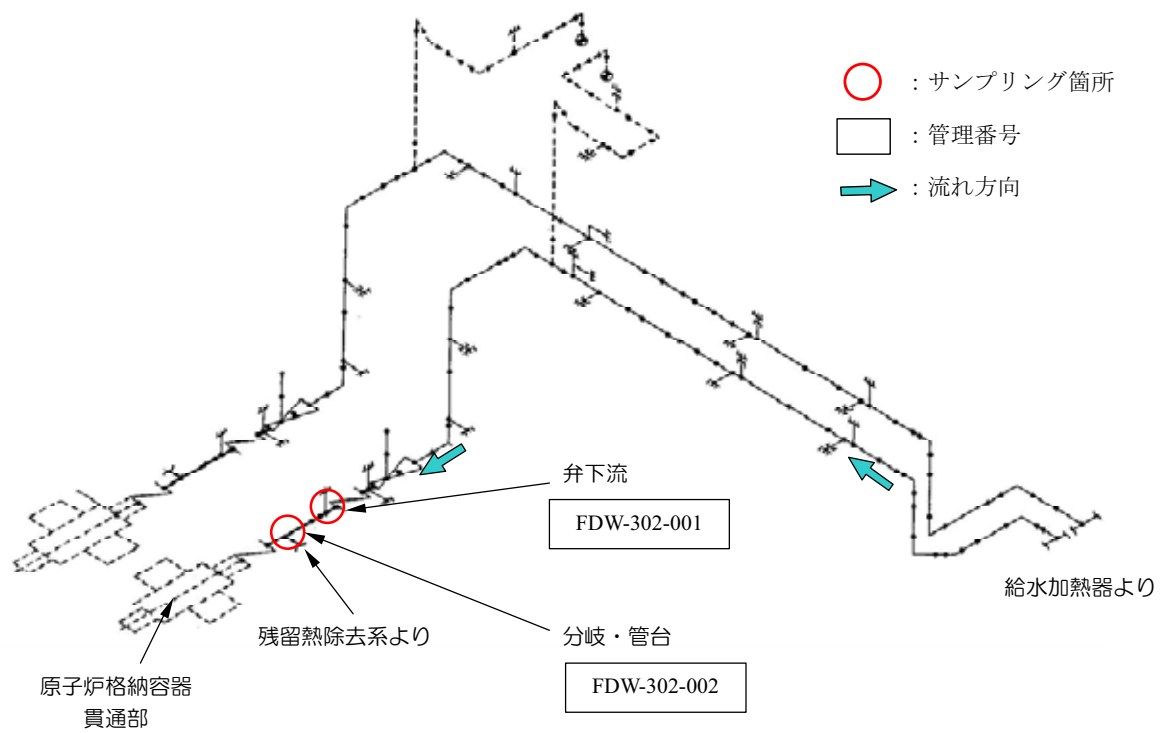 ：サンプリング箇所
：管理番号
：流れ方向
弁下流
FDW-302-001
給水加熱器より
残留熱除去系より
分岐・管台
FDW-302-002
原子炉格納容器
貫通部